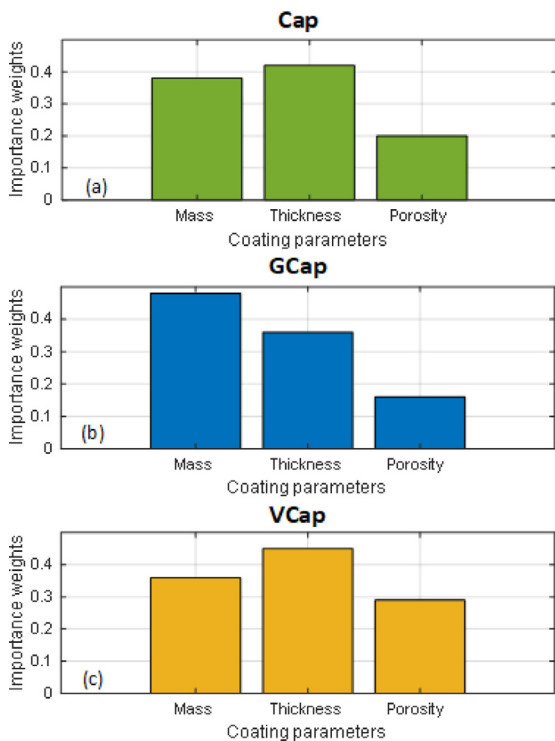 Cap
Importance weights
0.4
0.3
0.2
0.1
0
(a)
Mass Thickness Porosity
Coating parameters
GCap
Importance weights
0.4
0.3
0.2
0.1
0
(b)
Mass Thickness Porosity
Coating parameters
VCap
Importance weights
0.4
0.3
0.2
0.1
0
(c)
Mass Thickness Porosity
Coating parameters